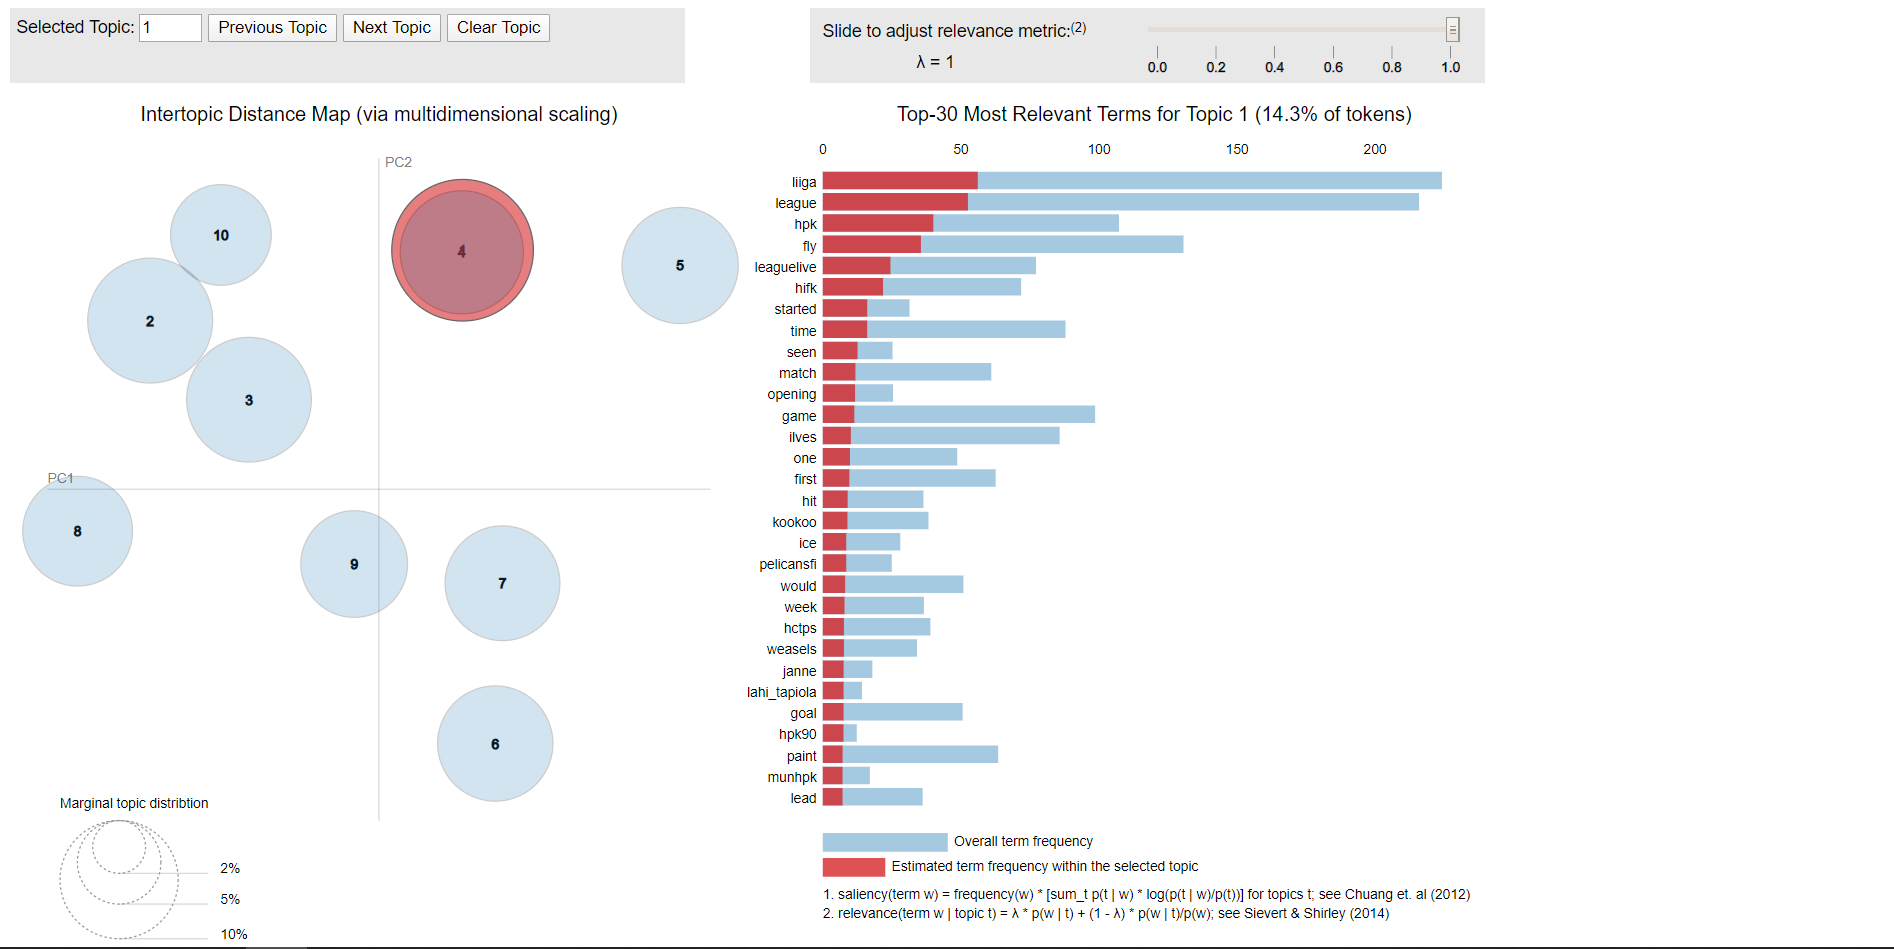 Selected Topic: 1 Previous Topic Next Topic Clear Topic
Slide to adjust relevance metric:(2)
λ = 1
0.0 0.2 0.4 0.6 0.8 1.0
Intertopic Distance Map (via multidimensional scaling)
PC2
PC1
10
2
3
4
5
8
9
7
6
Marginal topic distribtion
2%
5%
10%
Top-30 Most Relevant Terms for Topic 1 (14.3% of tokens)
0 50 100 150 200
liiga
league
hpk
fly
leaguelive
hifk
started
time
seen
match
opening
game
ilves
one
first
hit
kookoo
ice
pelicansfi
would
week
hctps
weasels
janne
lahi_tapiola
goal
hpk90
paint
munhpk
lead
Overall term frequency
Estimated term frequency within the selected topic
1. saliency(term w) = frequency(w) * [sum_t p(t | w) * log(p(t | w)/p(t))] for topics t; see Chuang et. al (2012)
2. relevance(term w | topic t) = λ * p(w | t) + (1 - λ) * p(w | t)/p(w); see Sievert & Shirley (2014)